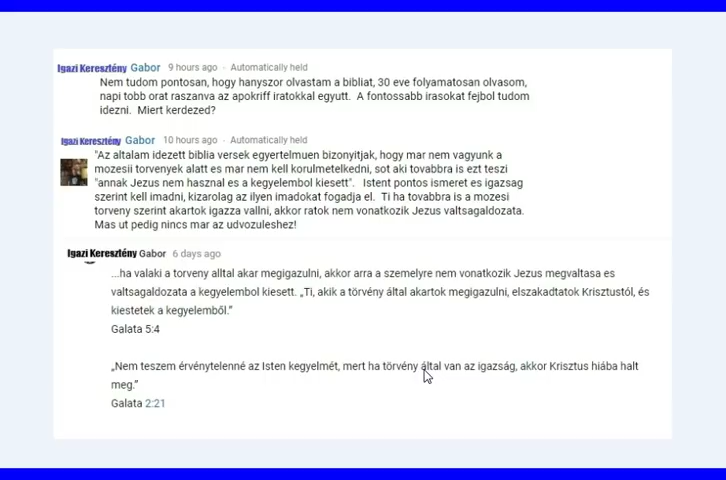 Igazi Keresztény Gabor 9 hours ago · Automatically held
Nem tudom pontosan, hogy hanyszor olvastam a bibliat, 30 eve folyamatosan olvasom,
napi tobb orat raszanva az apokriff iratokkal egyutt. A fontossabb irasokat fejbol tudom
idezni. Miert kerdezed?
Igazi Keresztény Gabor 10 hours ago · Automatically held
"Az altalam idezett biblia versek egyertelmuen bizonyitjak, hogy mar nem vagyunk a
mozesii torvenyek alatt es mar nem kell korulmetelkedni, sot aki tovabbra is ezt teszi
"annak Jezus nem hasznal es a kegyelembol kiesett". Istent pontos ismeret es igazsag
szerint kell imadni, kizarolag az ilyen imadokat fogadja el. Ti ha tovabbra is a mozesi
torveny szerint akartok igazza vallni, akkor ratok nem vonatkozik Jezus valtsagaldozata.
Mas ut pedig nincs mar az udvozuleshez!
Igazi Keresztény Gabor 6 days ago
...ha valaki a torveny alltal akar megigazulni, akkor arra a szemelyre nem vonatkozik Jezus megvaltasa es
valtsagaldozata a kegyelembol kiesett. „Ti, akik a törvény által akartok megigazulni, elszakadtatok Krisztustól, és
kiestetek a kegyelemből.”
Galata 5:4
„Nem teszem érvénytelenné az Isten kegyelmét, mert ha törvény által van az igazság, akkor Krisztus hiába halt
meg.”
Galata 2:21